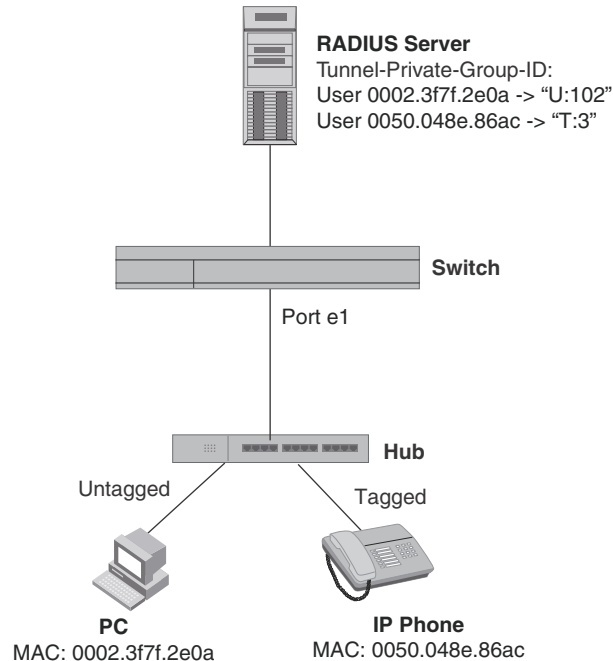 RADIUS Server
Tunnel-Private-Group-ID:
User 0002.3f7f.2e0a -> “U:102”
User 0050.048e.86ac -> “T:3”
Switch
Port e1
Hub
Untagged
Tagged
PC
MAC: 0002.3f7f.2e0a
IP Phone
MAC: 0050.048e.86ac